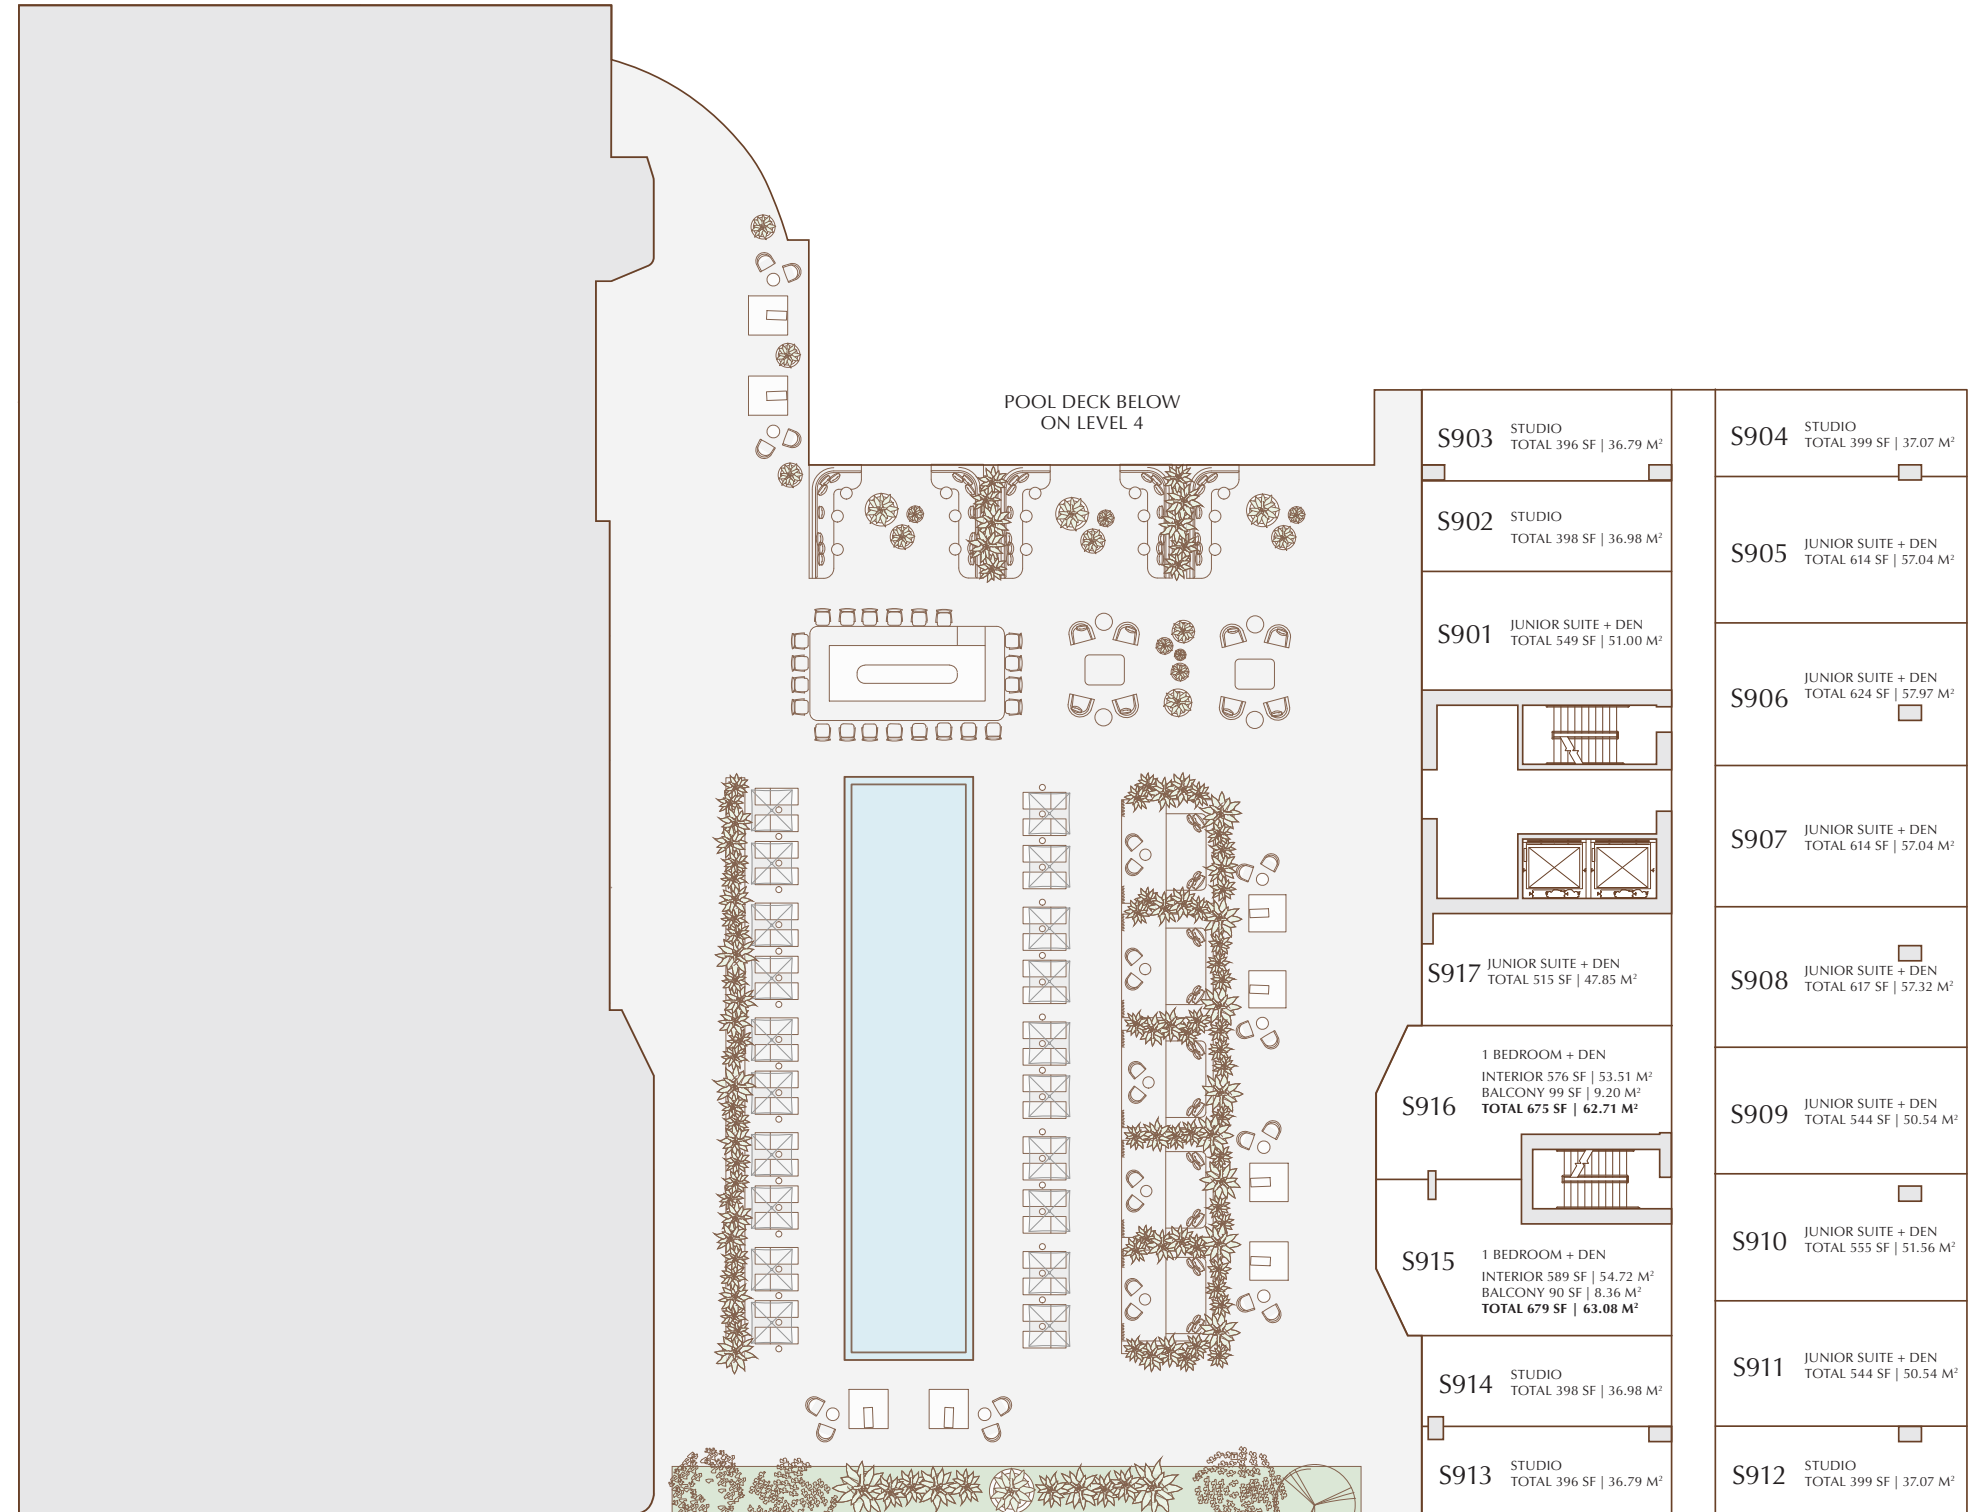 POOL DECK BELOW
ON LEVEL 4
S903
STUDIO
TOTAL 396 SF | 36.79 M²
S902
STUDIO
TOTAL 398 SF | 36.98 M²
S901
JUNIOR SUITE + DEN
TOTAL 549 SF | 51.00 M²
S917
JUNIOR SUITE + DEN
TOTAL 515 SF | 47.85 M²
S916
1 BEDROOM + DEN
INTERIOR 576 SF | 53.51 M²
BALCONY 99 SF | 9.20 M²
TOTAL 675 SF | 62.71 M²
S915
1 BEDROOM + DEN
INTERIOR 589 SF | 54.72 M²
BALCONY 90 SF | 8.36 M²
TOTAL 679 SF | 63.08 M²
S914
STUDIO
TOTAL 398 SF | 36.98 M²
S913
STUDIO
TOTAL 396 SF | 36.79 M²
S904
STUDIO
TOTAL 399 SF | 37.07 M²
S905
JUNIOR SUITE + DEN
TOTAL 614 SF | 57.04 M²
S906
JUNIOR SUITE + DEN
TOTAL 624 SF | 57.97 M²
S907
JUNIOR SUITE + DEN
TOTAL 614 SF | 57.04 M²
S908
JUNIOR SUITE + DEN
TOTAL 617 SF | 57.32 M²
S909
JUNIOR SUITE + DEN
TOTAL 544 SF | 50.54 M²
S910
JUNIOR SUITE + DEN
TOTAL 555 SF | 51.56 M²
S911
JUNIOR SUITE + DEN
TOTAL 544 SF | 50.54 M²
S912
STUDIO
TOTAL 399 SF | 37.07 M²